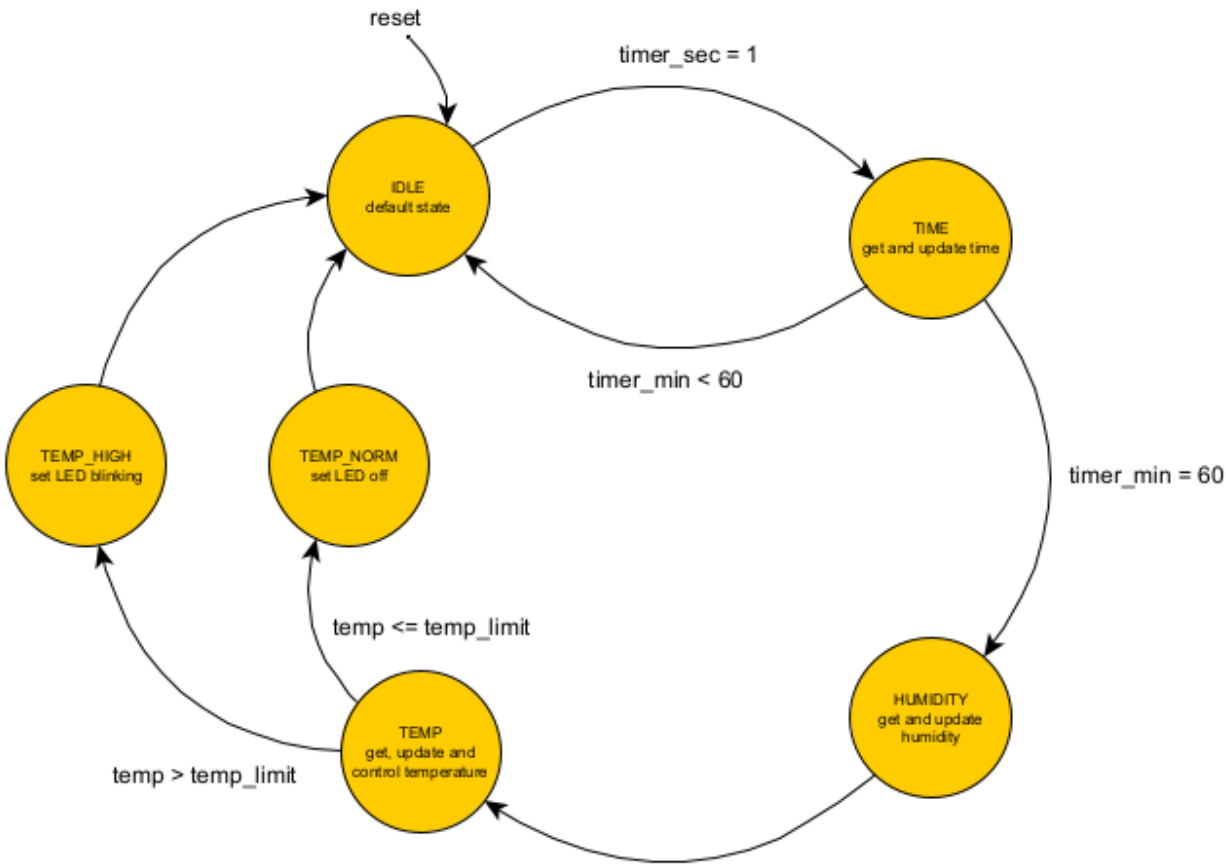 reset
timer_sec = 1
IDLE
default state
TIME
get and update time
timer_min < 60
TEMP_HIGH
set LED blinking
TEMP_NORM
set LED off
timer_min = 60
temp <= temp_limit
HUMIDITY
get and update
humidity
TEMP
get, update and
control temperature
temp > temp_limit